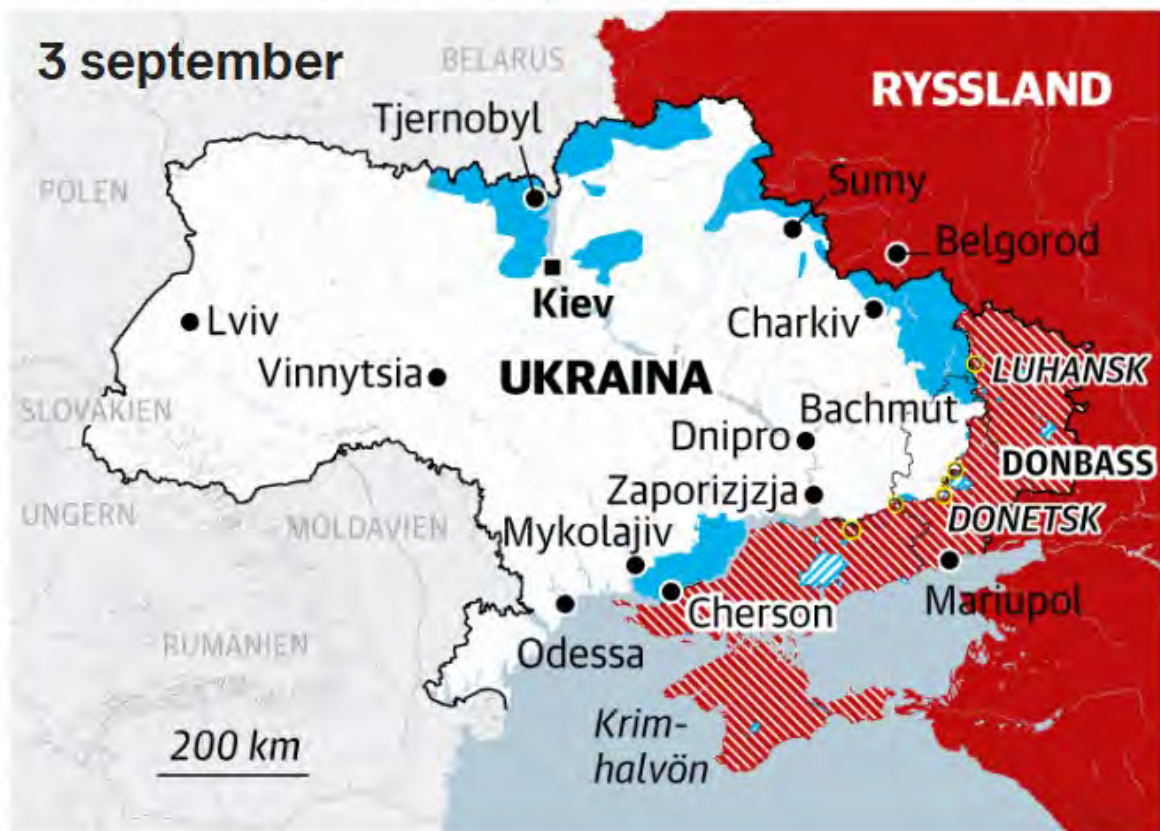 3 september
BELARUS
RYSSLAND
Tjernobyl
POLEN
Sumy
Belgorod
Kiev
Lviv
Charkiv
Vinnytsia
UKRAINA
LUHANSK
SLOVAKIEN
Bachmut
Dnipro
DONBASS
Zaporizjzja
UNGERN
MOLDAVIEN
DONETSK
Mykolajiv
Cherson
Mariupol
RUMÄNIEN
Odessa
Krim-
halvön
200 km